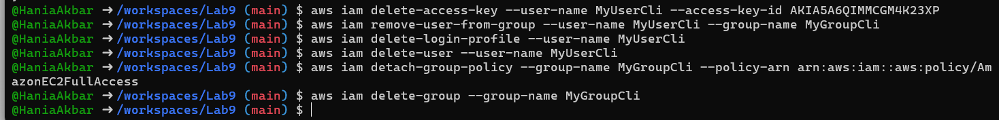 @HaniaAkbar ➜ /workspaces/Lab9 (main) $ aws iam delete-access-key --user-name MyUserCli --access-key-id AKIA5A6QIMMCGM4K23XP
@HaniaAkbar ➜ /workspaces/Lab9 (main) $ aws iam remove-user-from-group --user-name MyUserCli --group-name MyGroupCli
@HaniaAkbar ➜ /workspaces/Lab9 (main) $ aws iam delete-login-profile --user-name MyUserCli
@HaniaAkbar ➜ /workspaces/Lab9 (main) $ aws iam delete-user --user-name MyUserCli
@HaniaAkbar ➜ /workspaces/Lab9 (main) $ aws iam detach-group-policy --group-name MyGroupCli --policy-arn arn:aws:iam::aws:policy/Am
azonEC2FullAccess
@HaniaAkbar ➜ /workspaces/Lab9 (main) $ aws iam delete-group --group-name MyGroupCli
@HaniaAkbar ➜ /workspaces/Lab9 (main) $